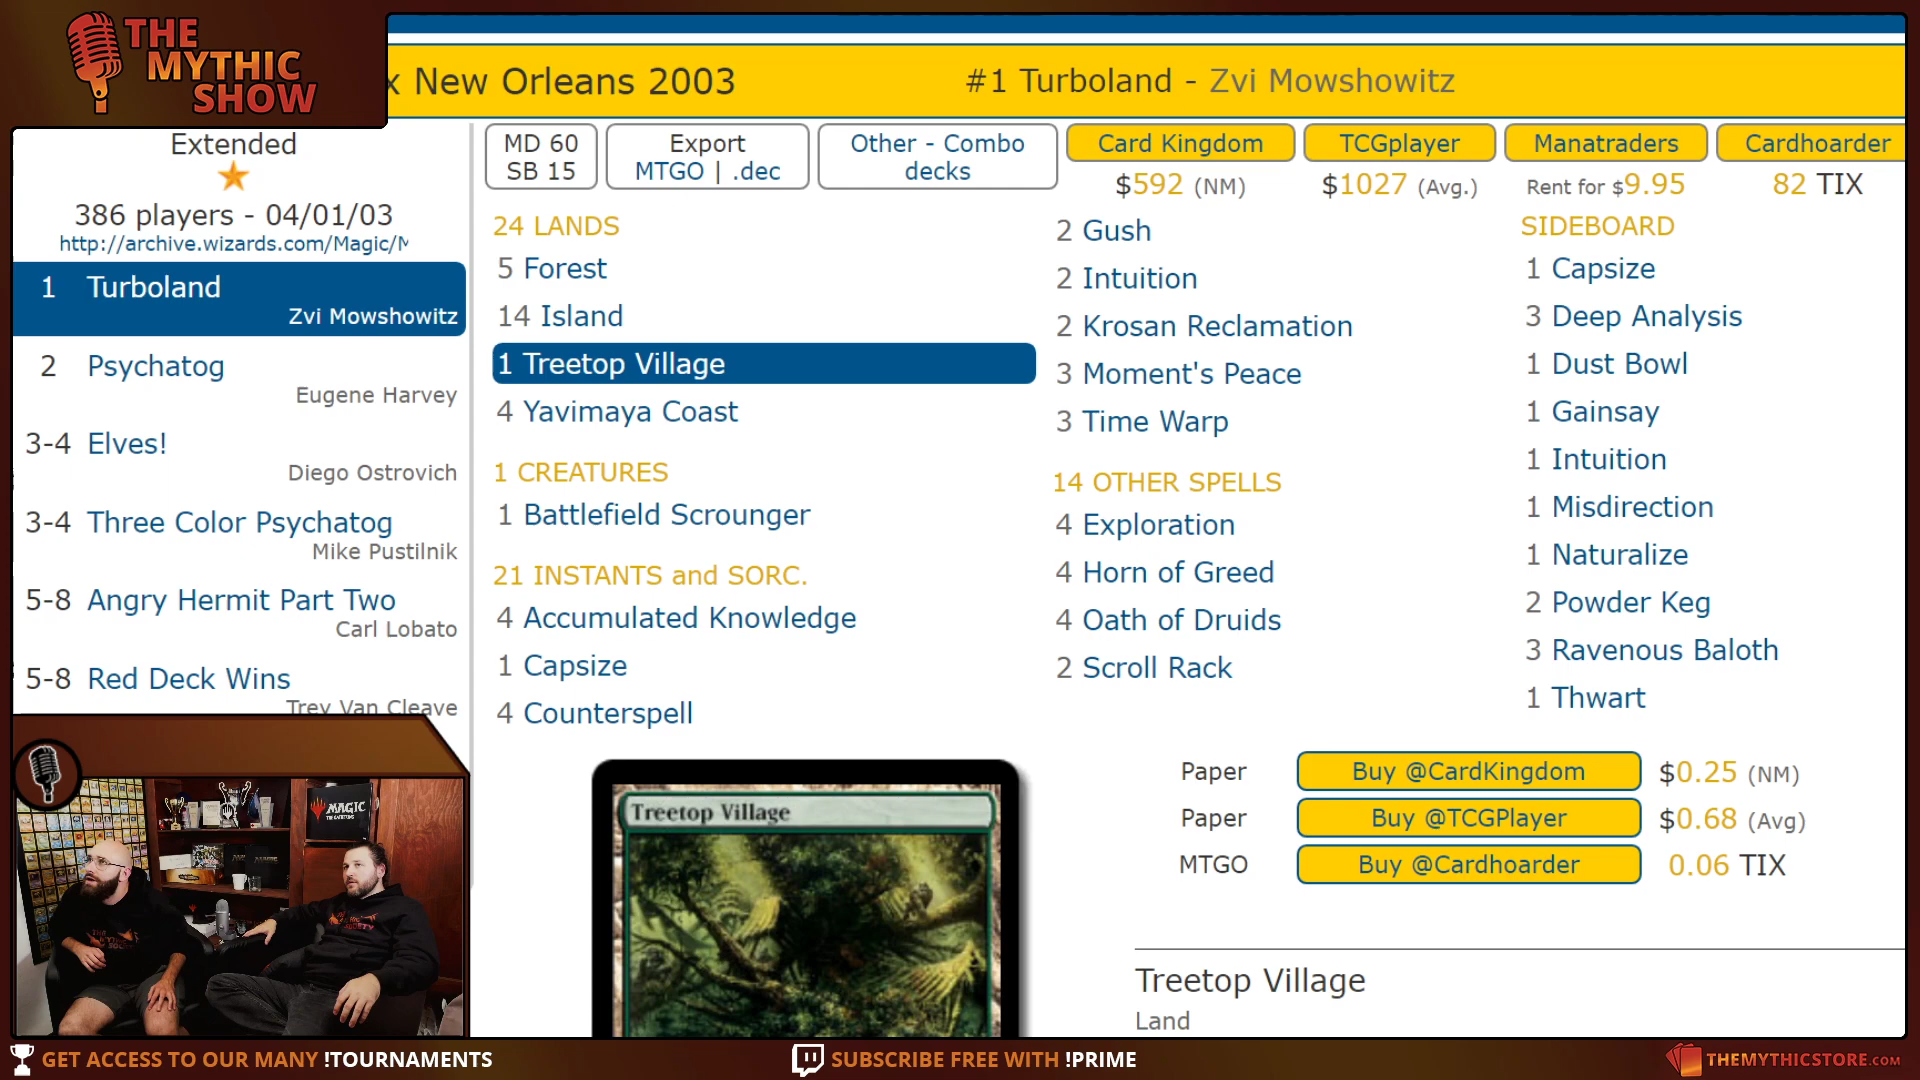 THE
MYTHIC
SHOW
x New Orleans 2003
#1 Turboland - Zvi Mowshowitz
Extended
386 players - 04/01/03
http://archive.wizards.com/Magic/M
1 Turboland
Zvi Mowshowitz
2 Psychatog
Eugene Harvey
3-4 Elves!
Diego Ostrovich
3-4 Three Color Psychatog
Mike Pustilnik
5-8 Angry Hermit Part Two
Carl Lobato
5-8 Red Deck Wins
Trey Van Cleave
MD 60
SB 15
Export
MTGO | .dec
Other - Combo
decks
Card Kingdom
$592 (NM)
TCGplayer
$1027 (Avg.)
Manatraders
Rent for $9.95
Cardhoarder
82 TIX
24 LANDS
5 Forest
14 Island
1 Treetop Village
4 Yavimaya Coast
1 CREATURES
1 Battlefield Scrounger
21 INSTANTS and SORC.
4 Accumulated Knowledge
1 Capsize
4 Counterspell
2 Gush
2 Intuition
2 Krosan Reclamation
3 Moment's Peace
3 Time Warp
14 OTHER SPELLS
4 Exploration
4 Horn of Greed
4 Oath of Druids
2 Scroll Rack
SIDEBOARD
1 Capsize
3 Deep Analysis
1 Dust Bowl
1 Gainsay
1 Intuition
1 Misdirection
1 Naturalize
2 Powder Keg
3 Ravenous Baloth
1 Thwart
Treetop Village
Paper Buy @CardKingdom $0.25 (NM)
Paper Buy @TCGPlayer $0.68 (Avg)
MTGO Buy @Cardhoarder 0.06 TIX
Treetop Village
Land
MAGIC
GET ACCESS TO OUR MANY !TOURNAMENTS
SUBSCRIBE FREE WITH !PRIME
THEMYTHICSTORE.COM